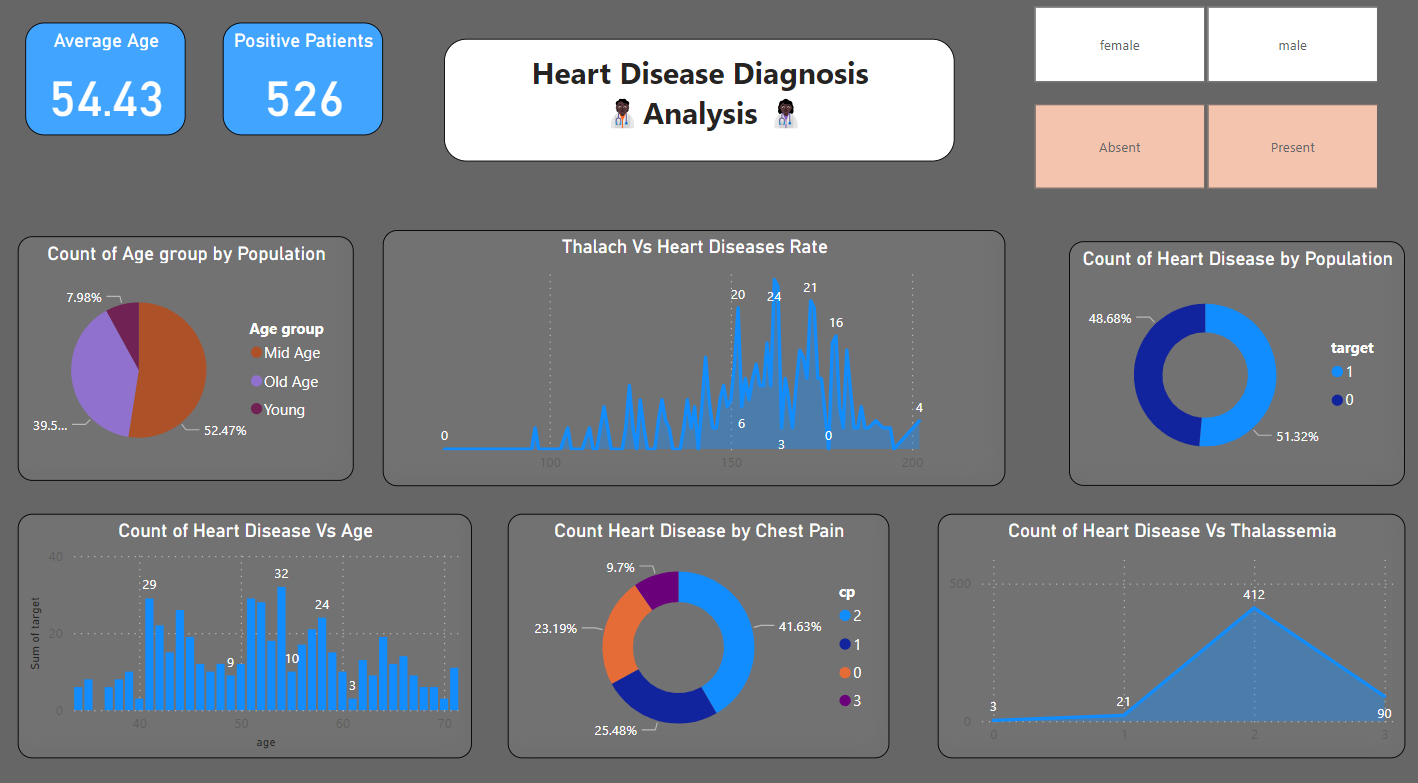 Average Age
54.43
Positive Patients
526
Heart Disease Diagnosis
Analysis
female
male
Absent
Present
Count of Age group by Population
7.98%
39.5...
52.47%
Age group
Mid Age
Old Age
Young
Thalach Vs Heart Diseases Rate
20
24
21
16
6
3
0
4
0
100
150
200
Count of Heart Disease by Population
48.68%
51.32%
target
1
0
Count of Heart Disease Vs Age
Sum of target
40
20
0
29
9
32
10
24
3
40
50
60
70
age
Count Heart Disease by Chest Pain
9.7%
23.19%
41.63%
25.48%
cp
2
1
0
3
Count of Heart Disease Vs Thalassemia
500
0
3
21
412
90
0
1
2
3